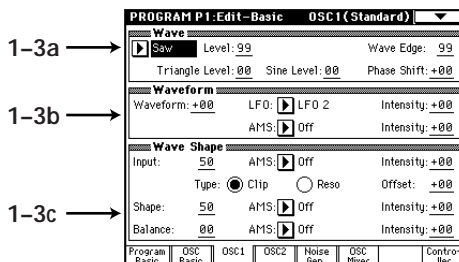 PROGRAM P1:Edit-Basic OSC1(Standard)
1-3a
Wave
Saw Level:99 Wave Edge: 99
Triangle Level:00 Sine Level:00 Phase Shift:+00
1-3b
Waveform
Waveform:+00 LFO: LFO 2 Intensity:+00
AMS: Off Intensity:+00
1-3c
Wave Shape
Input: 50 AMS: Off Intensity:+00
Type: Clip Reso Offset: +00
Shape: 50 AMS: Off Intensity:+00
Balance: 00 AMS: Off Intensity:+00
Program Basic OSC Basic OSC1 OSC2 Noise Gen. OSC Mixer Contro-ller